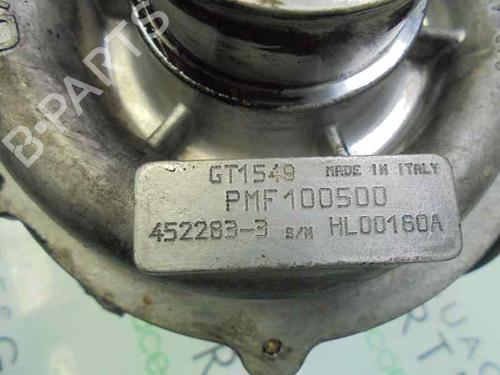 B-PARTS
GT1549 MADE IN ITALY
PMF100500
452283-3 S/N HL00160A